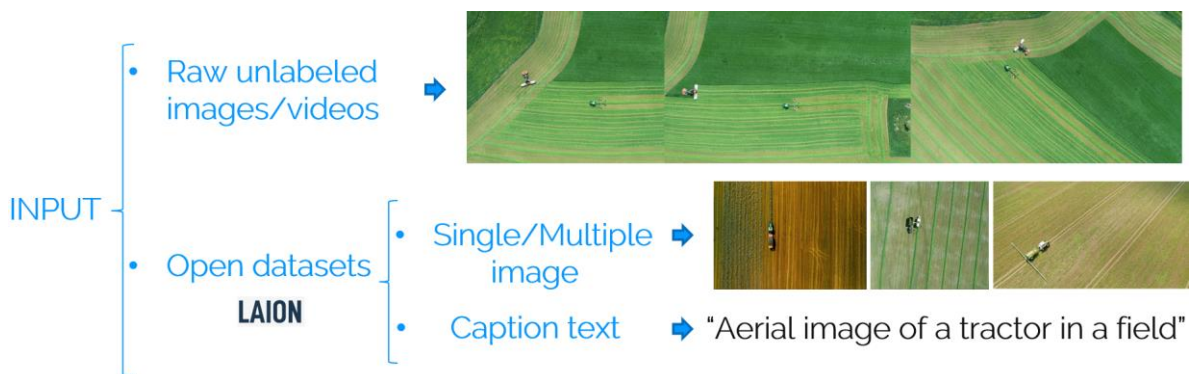 INPUT
• Raw unlabeled
images/videos
• Open datasets
LAION
• Single/Multiple
image
• Caption text
“Aerial image of a tractor in a field”